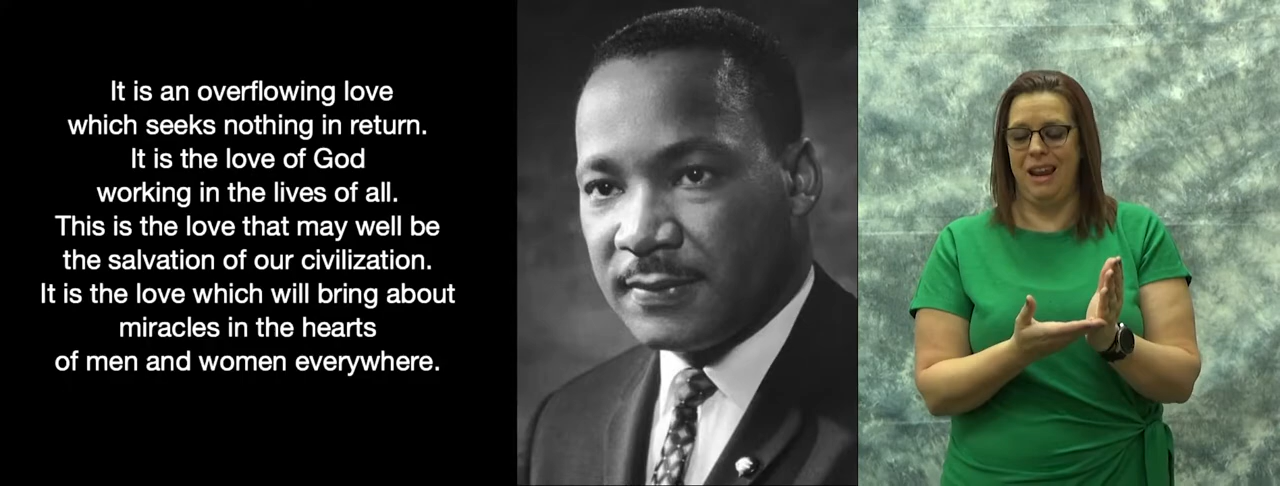 It is an overflowing love
which seeks nothing in return.
It is the love of God
working in the lives of all.
This is the love that may well be
the salvation of our civilization.
It is the love which will bring about
miracles in the hearts
of men and women everywhere.